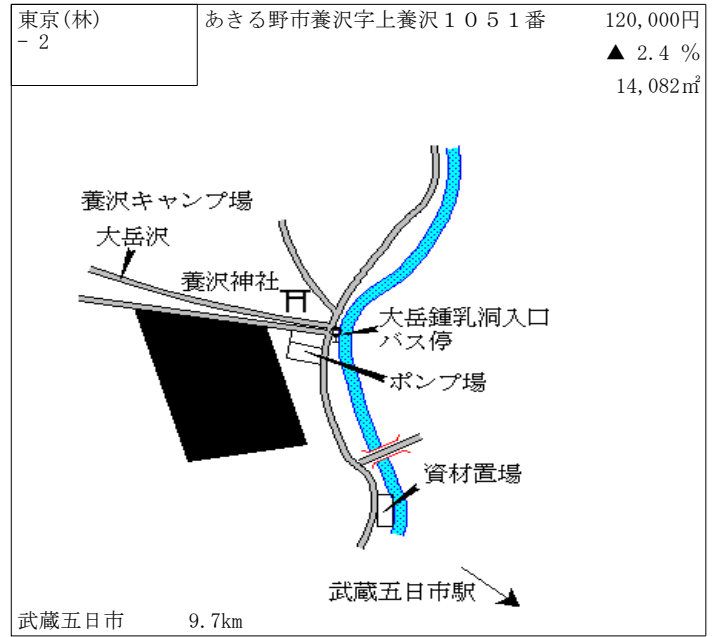 東京(林)
- 2
あきる野市養沢字上養沢１０５１番
120,000円
▲ 2.4 %
14,082㎡
養沢キャンプ場
大岳沢
養沢神社
大岳鍾乳洞入口
バス停
ポンプ場
資材置場
武蔵五日市駅
武蔵五日市 9.7km